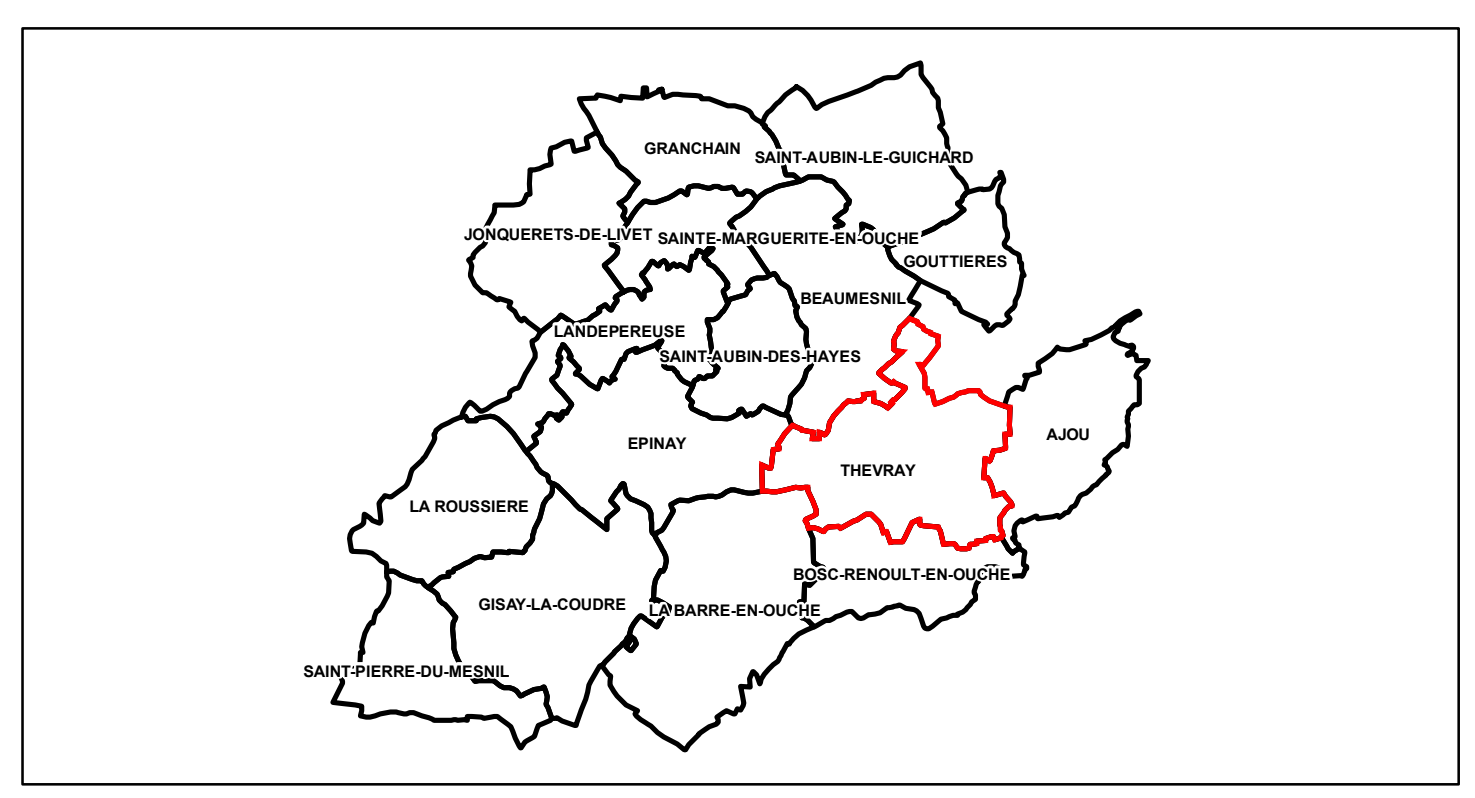 GRANCHAIN
SAINT-AUBIN-LE-GUICHARD
JONQUERETS-DE-LIVET
SAINTE-MARGUERITE-EN-OUCHE
GOUTTIERES
BEAUMESNIL
LANDEPEREUSE
SAINT-AUBIN-DES-HAYES
EPINAY
AJOU
THEVRAY
LA ROUSSIERE
BOSC-RENOULT-EN-OUCHE
GISAY-LA-COUDRE
LA BARRE-EN-OUCHE
SAINT-PIERRE-DU-MESNIL